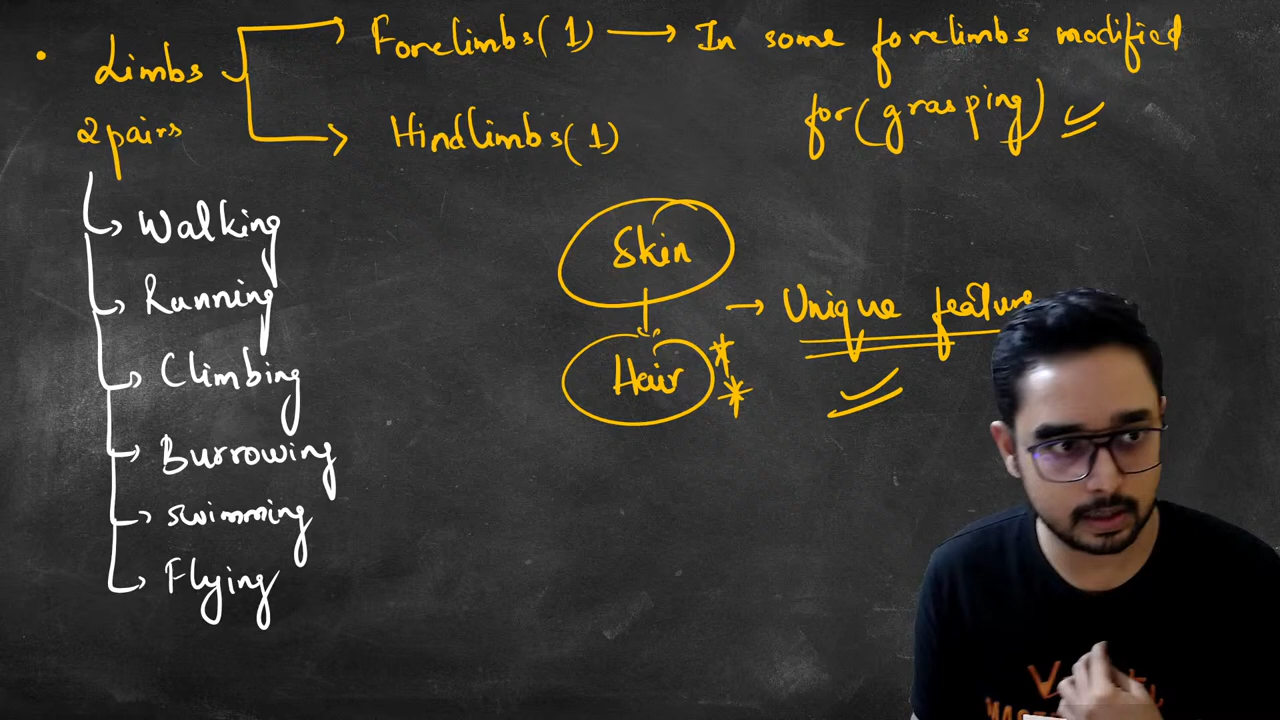 • Limbs
2 pairs
Forelimbs(1) → In some forelimbs modified
for (grasping)
Hindlimbs(1)
Walking
Running
Climbing
Burrowing
swimming
Flying
Skin
Hair
→ Unique feature